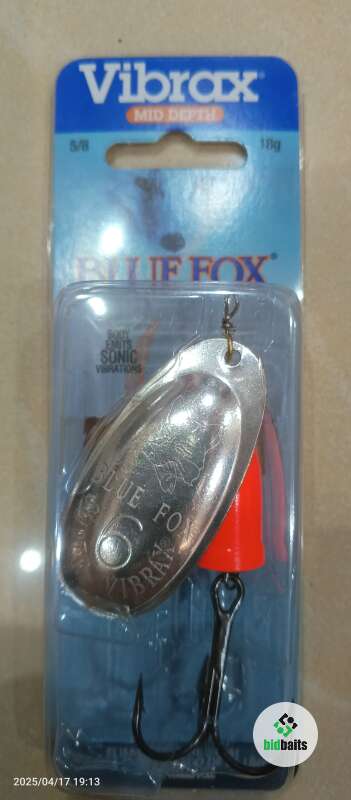 Vibrax®
MID DEPTH
5/8
18g
BLUE FOX®
BODY
EMITS
SONIC
VIBRATIONS
BLUE FOX
6
VIBRAX
2025/04/17 19:13
bidbaits